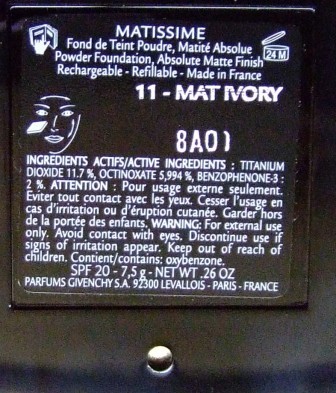 MATISSIME
Fond de Teint Poudre, Matité Absolue
Powder Foundation, Absolute Matte Finish
Rechargeable - Refillable - Made in France
24 M
11 - MAT IVORY
8A01
INGRÉDIENTS ACTIFS/ACTIVE INGREDIENTS : TITANIUM
DIOXIDE 11.7 %, OCTINOXATE 5,994 %, BENZOPHENONE-3 :
2 %. ATTENTION : Pour usage externe seulement.
Eviter tout contact avec les yeux. Cesser l'usage en
cas d'irritation ou d'éruption cutanée. Garder hors
de la portée des enfants. WARNING: For external use
only. Avoid contact with eyes. Discontinue use if
signs of irritation appear. Keep out of reach of
children. Contient/contains: oxybenzone.
SPF 20 - 7,5 g - NET WT .26 OZ
PARFUMS GIVENCHY S.A. 92300 LEVALLOIS - PARIS - FRANCE